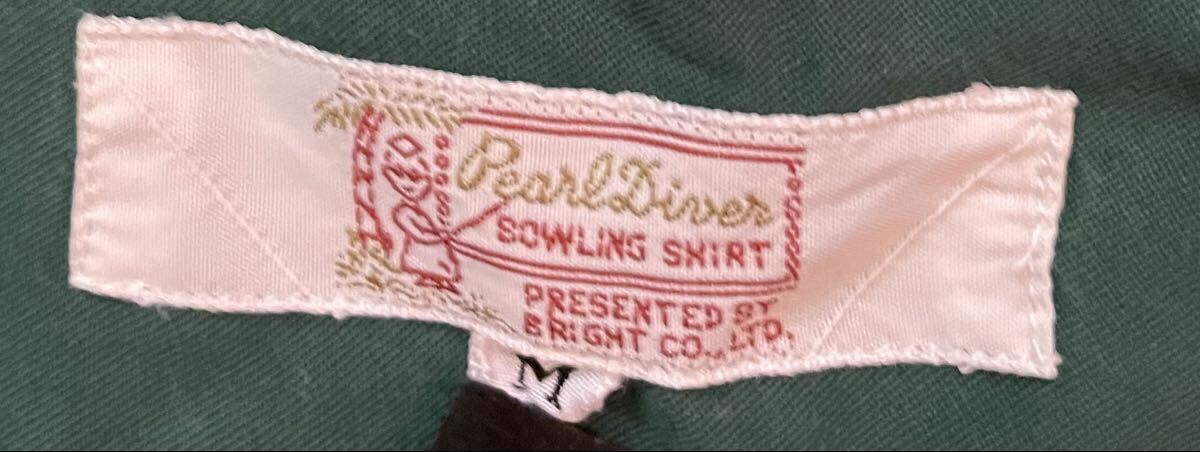 Pearl Diver
BOWLING SHIRT
PRESENTED BY
BRIGHT CO., LTD.
M